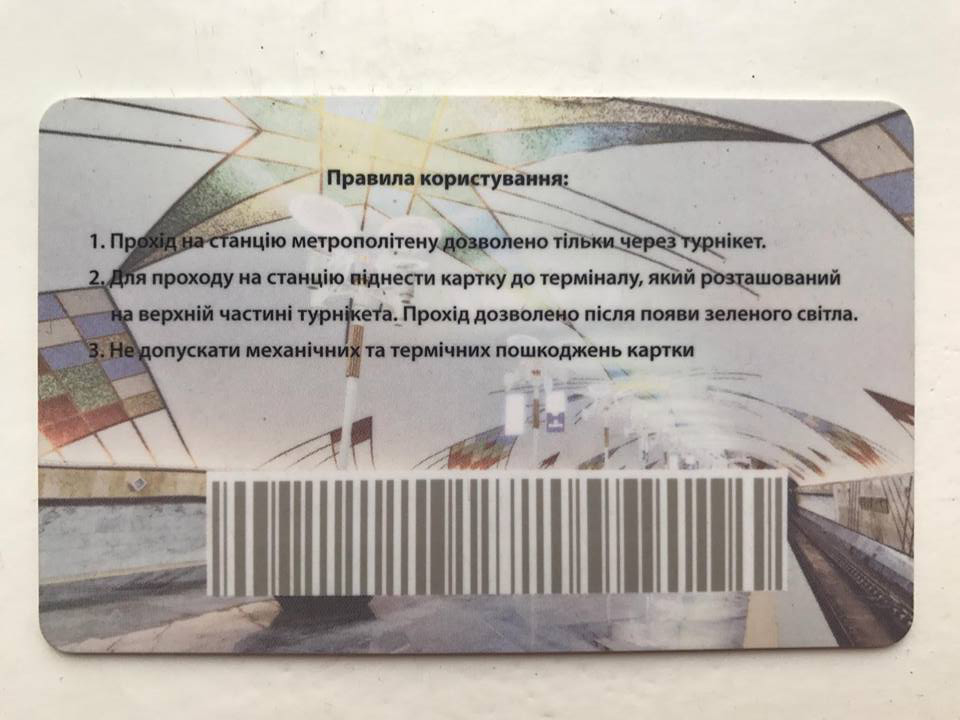 Правила користування:
1. Прохід на станцію метрополітену дозволено тільки через турнікет.
2. Для проходу на станцію піднести картку до терміналу, який розташований
на верхній частині турнікета. Прохід дозволено після появи зеленого світла.
3. Не допускати механічних та термічних пошкоджень картки